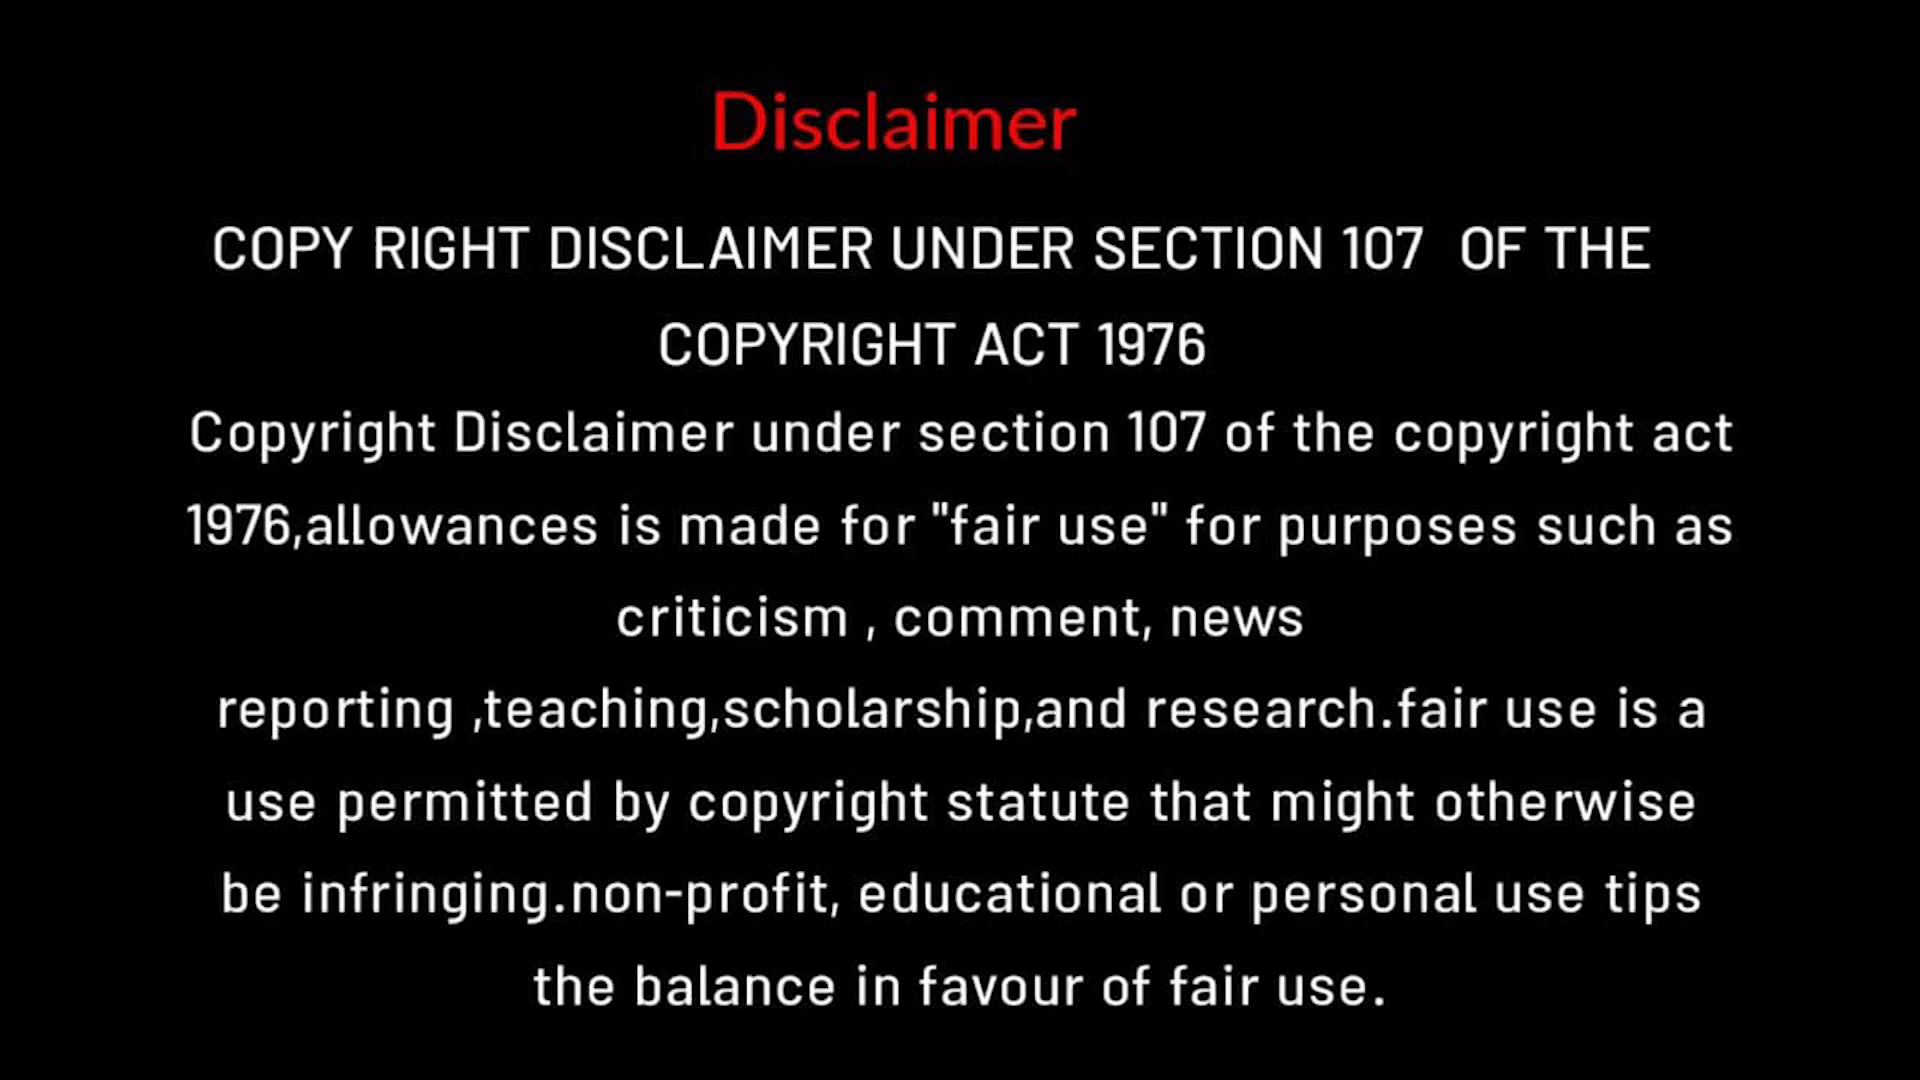 Disclaimer
COPY RIGHT DISCLAIMER UNDER SECTION 107 OF THE
COPYRIGHT ACT 1976
Copyright Disclaimer under section 107 of the copyright act
1976,allowances is made for "fair use" for purposes such as
criticism , comment, news
reporting ,teaching,scholarship,and research.fair use is a
use permitted by copyright statute that might otherwise
be infringing.non-profit, educational or personal use tips
the balance in favour of fair use.